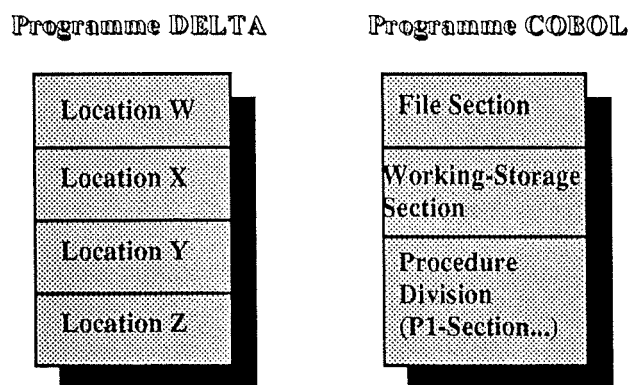 Programme DELTA
Programme COBOL
Location W
Location X
Location Y
Location Z
File Section
Working-Storage
Section
Procedure
Division
(P1-Section...)